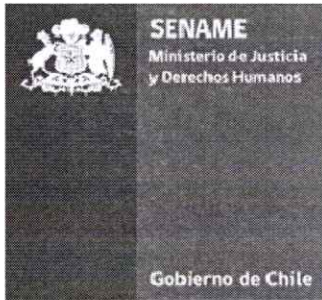 SENAME
Ministerio de Justicia
y Derechos Humanos
Gobierno de Chile